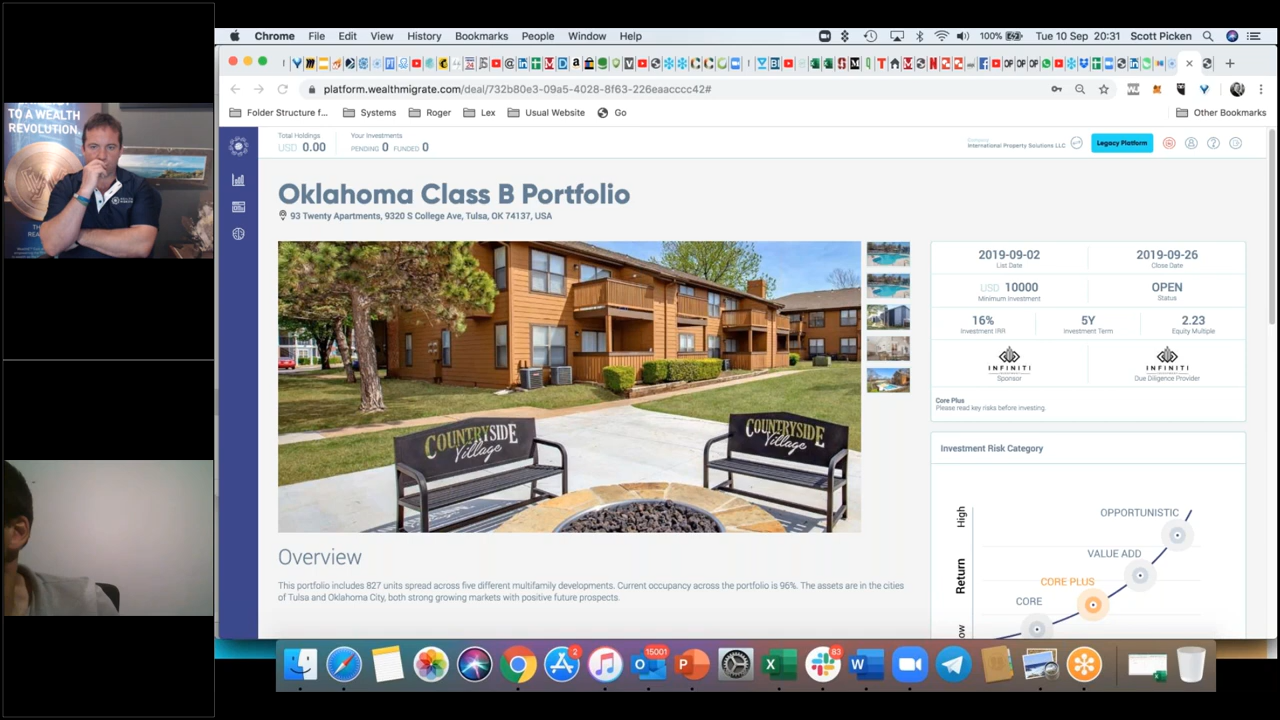 Chrome File Edit View History Bookmarks People Window Help
100% Tue 10 Sep 20:31 Scott Picken
platform.wealthmigrate.com/deal/732b80e3-09a5-4028-8f63-226eaacccc42#
Folder Structure f... Systems Roger Lex Usual Website Go Other Bookmarks
TO A WEALTH
REVOLUTION.
Total Holdings
USD 0.00
Your Investments
PENDING 0 FUNDED 0
International Property Solutions LLC
Legacy Platform
Oklahoma Class B Portfolio
93 Twenty Apartments, 9320 S College Ave, Tulsa, OK 74137, USA
COUNTRYSIDE
Village
COUNTRYSIDE
Village
2019-09-02
List Date
2019-09-26
Close Date
USD 10000
Minimum Investment
OPEN
Status
16%
Investment IRR
5Y
Investment Term
2.23
Equity Multiple
INFINITI
Sponsor
INFINITI
Due Diligence Provider
Core Plus
Please read key risks before investing.
Investment Risk Category
High
Return
OPPORTUNISTIC
VALUE ADD
CORE PLUS
CORE
Overview
This portfolio includes 827 units spread across five different multifamily developments. Current occupancy across the portfolio is 96%. The assets are in the cities
of Tulsa and Oklahoma City, both strong growing markets with positive future prospects.
2
15001
83